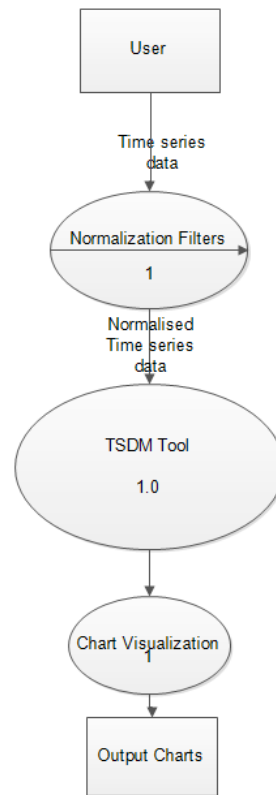 User
Time series
data
Normalization Filters
1
Normalised
Time series
data
TSDM Tool
1.0
Chart Visualization
1
Output Charts